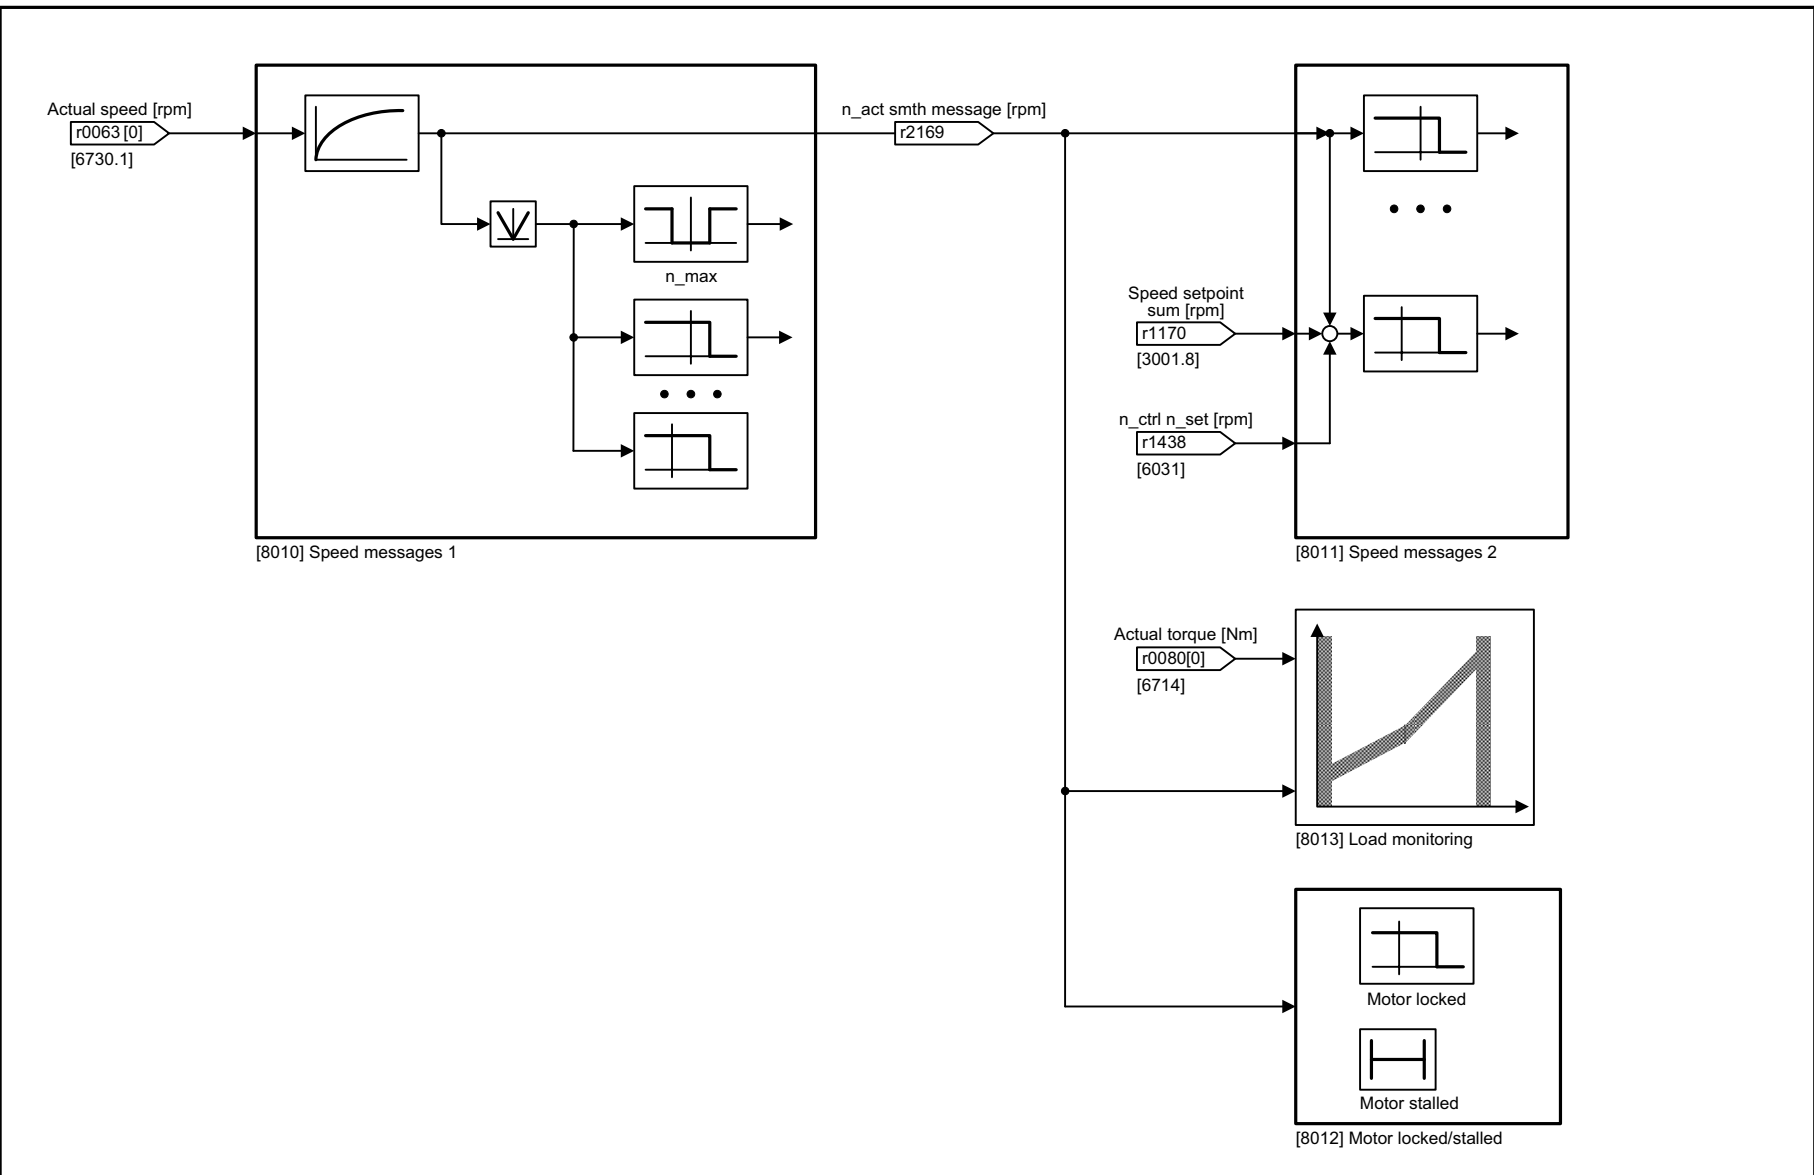 Actual speed [rpm]
r0063 [0]
[6730.1]
n_max
[8010] Speed messages 1
n_act smth message [rpm]
r2169
Speed setpoint
sum [rpm]
r1170
[3001.8]
n_ctrl n_set [rpm]
r1438
[6031]
[8011] Speed messages 2
Actual torque [Nm]
r0080[0]
[6714]
[8013] Load monitoring
Motor locked
Motor stalled
[8012] Motor locked/stalled